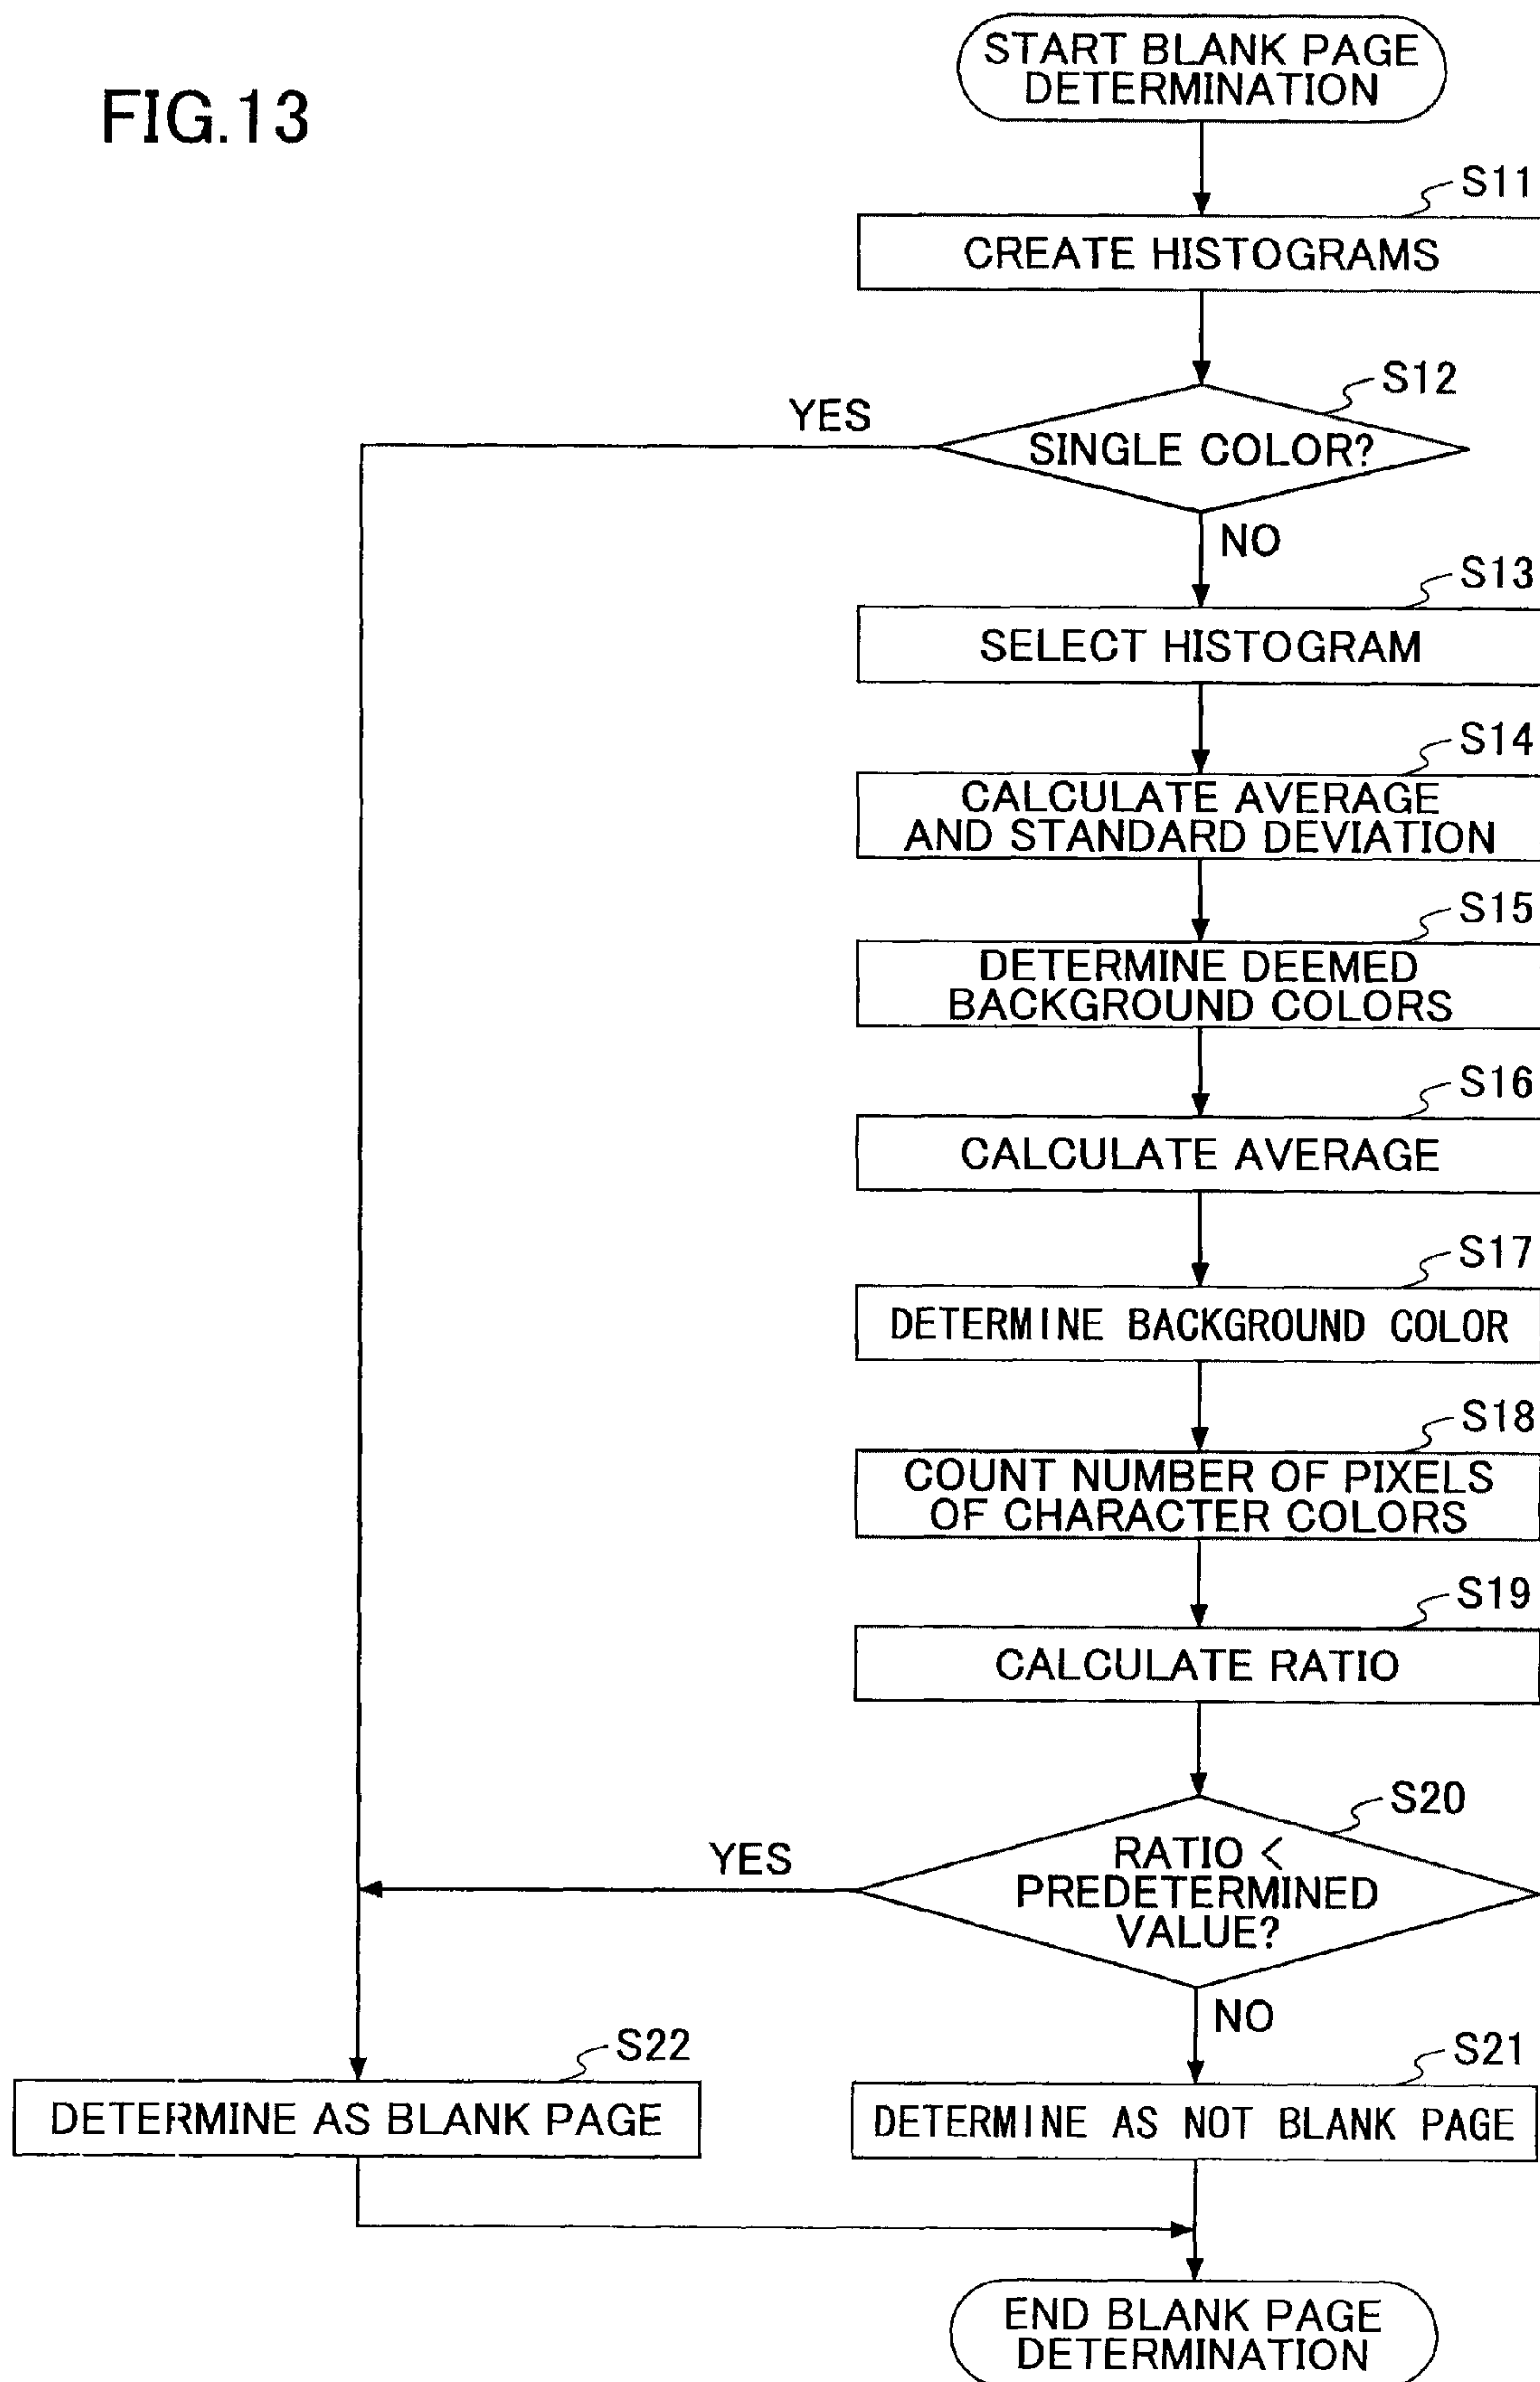 FIG.13
START BLANK PAGE
DETERMINATION
S11
CREATE HISTOGRAMS
S12
YES
SINGLE COLOR?
NO
S13
SELECT HISTOGRAM
S14
CALCULATE AVERAGE
AND STANDARD DEVIATION
S15
DETERMINE DEEMED
BACKGROUND COLORS
S16
CALCULATE AVERAGE
S17
DETERMINE BACKGROUND COLOR
S18
COUNT NUMBER OF PIXELS
OF CHARACTER COLORS
S19
CALCULATE RATIO
S20
YES
RATIO <
PREDETERMINED
VALUE?
NO
S22
DETERMINE AS BLANK PAGE
S21
DETERMINE AS NOT BLANK PAGE
END BLANK PAGE
DETERMINATION